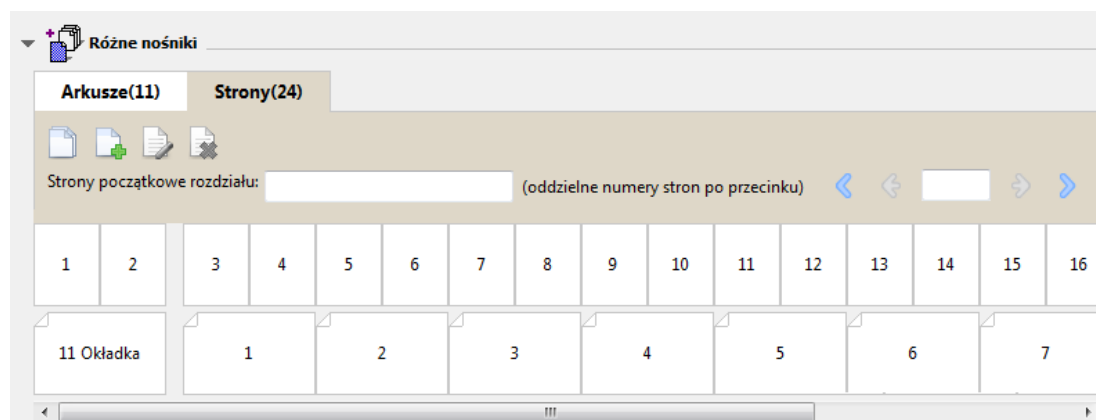 Różne nośniki
Arkusze(11) Strony(24)
Strony początkowe rozdziału: (oddzielne numery stron po przecinku)
1 2 3 4 5 6 7 8 9 10 11 12 13 14 15 16
11 Okładka 1 2 3 4 5 6 7